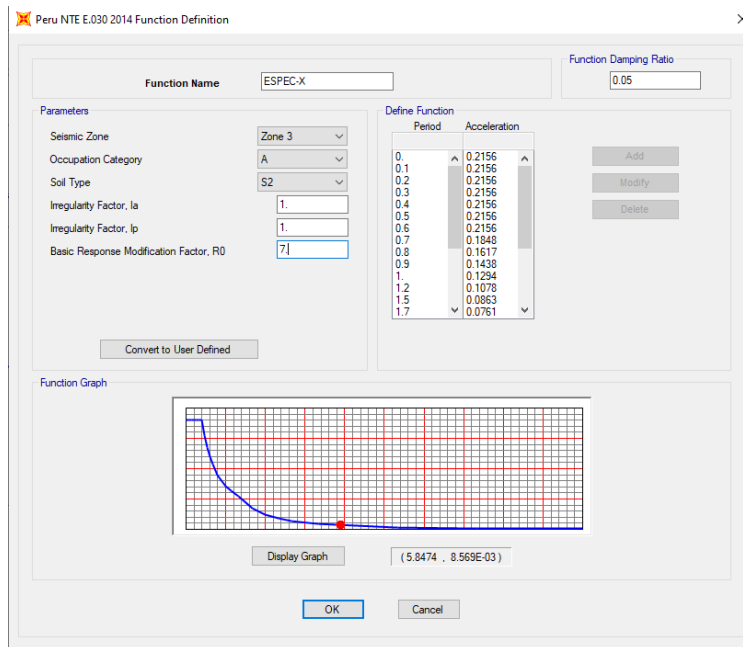 Peru NTE E.030 2014 Function Definition
Function Damping Ratio
Function Name ESPEC-X 0.05
Parameters Define Function
Period Acceleration
Seismic Zone Zone 3
Occupation Category A
Soil Type S2
Irregularity Factor, Ia 1.
Irregularity Factor, Ip 1.
Basic Response Modification Factor, R0 7.
0. 0.2156
0.1 0.2156
0.2 0.2156
0.3 0.2156
0.4 0.2156
0.5 0.2156
0.6 0.2156
0.7 0.1848
0.8 0.1617
0.9 0.1438
1. 0.1294
1.2 0.1078
1.5 0.0863
1.7 0.0761
Add
Modify
Delete
Convert to User Defined
Function Graph
Display Graph (5.8474 , 8.569E-03)
OK Cancel